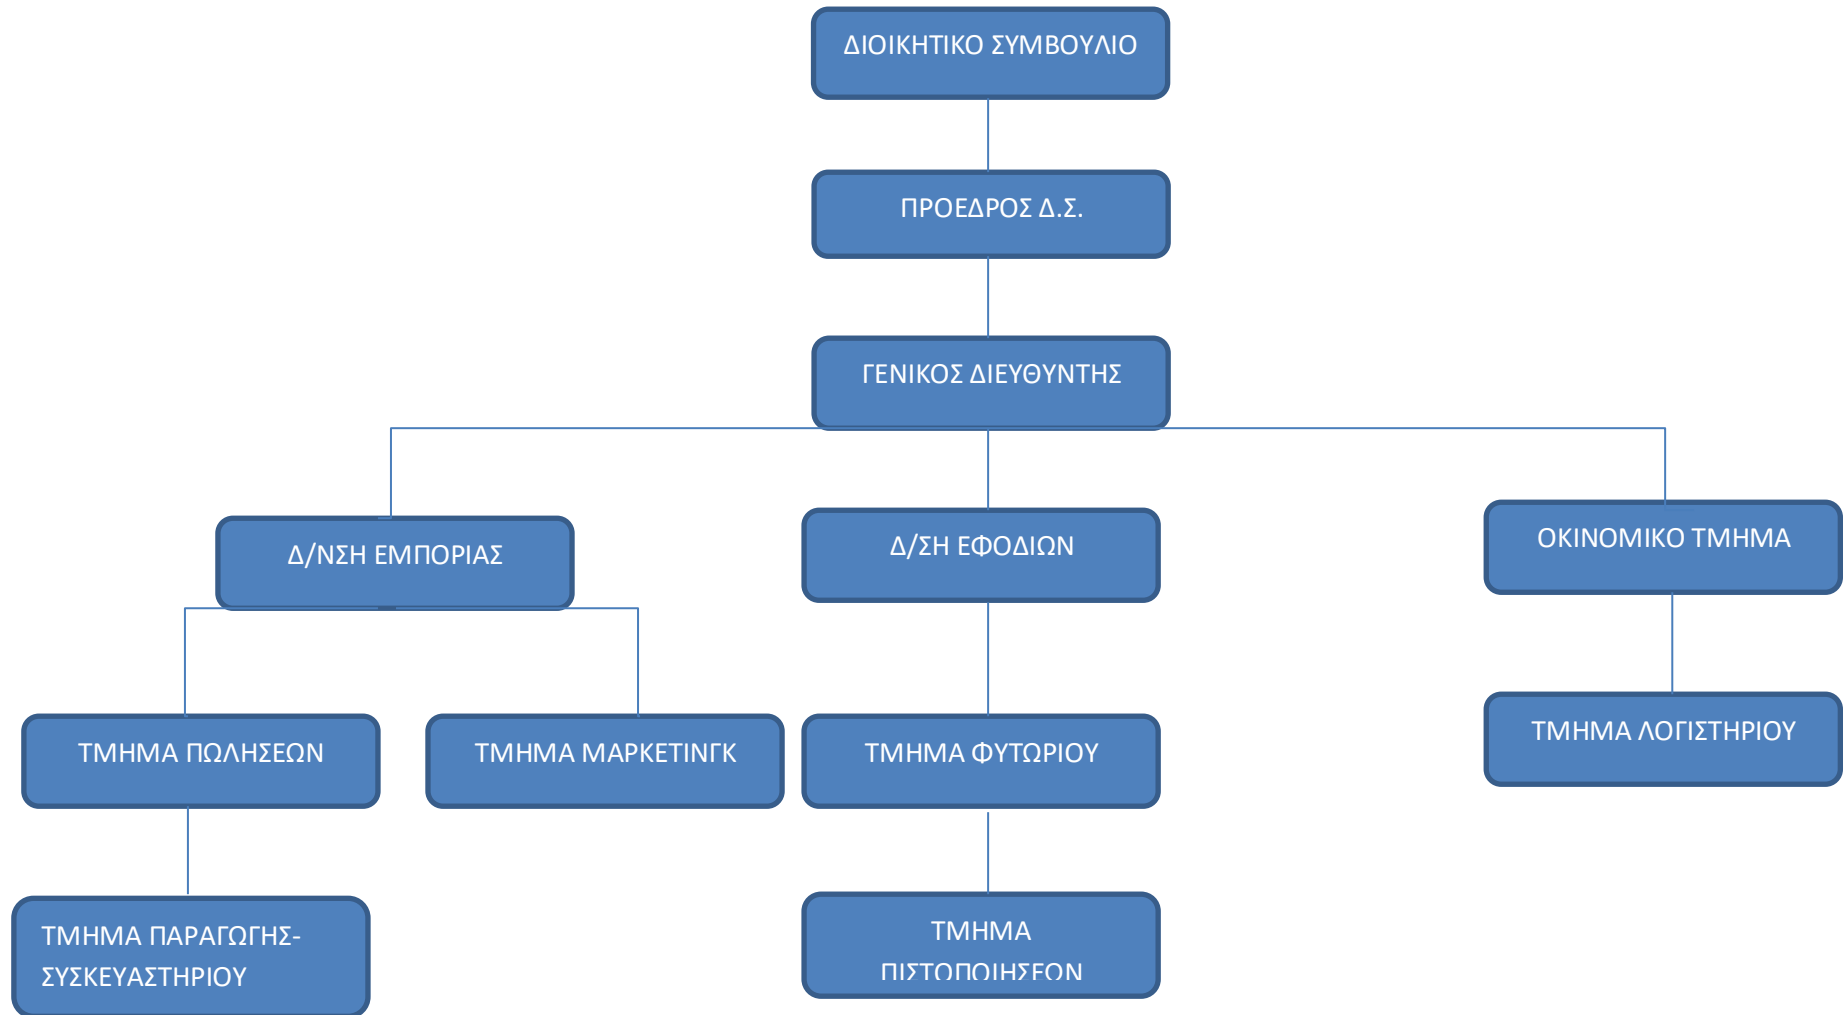 ΔΙΟΙΚΗΤΙΚΟ ΣΥΜΒΟΥΛΙΟ
ΠΡΟΕΔΡΟΣ Δ.Σ.
ΓΕΝΙΚΟΣ ΔΙΕΥΘΥΝΤΗΣ
Δ/ΝΣΗ ΕΜΠΟΡΙΑΣ
Δ/ΣΗ ΕΦΟΔΙΩΝ
ΟΚΙΝΟΜΙΚΟ ΤΜΗΜΑ
ΤΜΗΜΑ ΠΩΛΗΣΕΩΝ
ΤΜΗΜΑ ΜΑΡΚΕΤΙΝΓΚ
ΤΜΗΜΑ ΦΥΤΩΡΙΟΥ
ΤΜΗΜΑ ΛΟΓΙΣΤΗΡΙΟΥ
ΤΜΗΜΑ ΠΑΡΑΓΩΓΗΣ-
ΣΥΣΚΕΥΑΣΤΗΡΙΟΥ
ΤΜΗΜΑ
ΠΙΣΤΟΠΟΙΗΣΕΟΝ